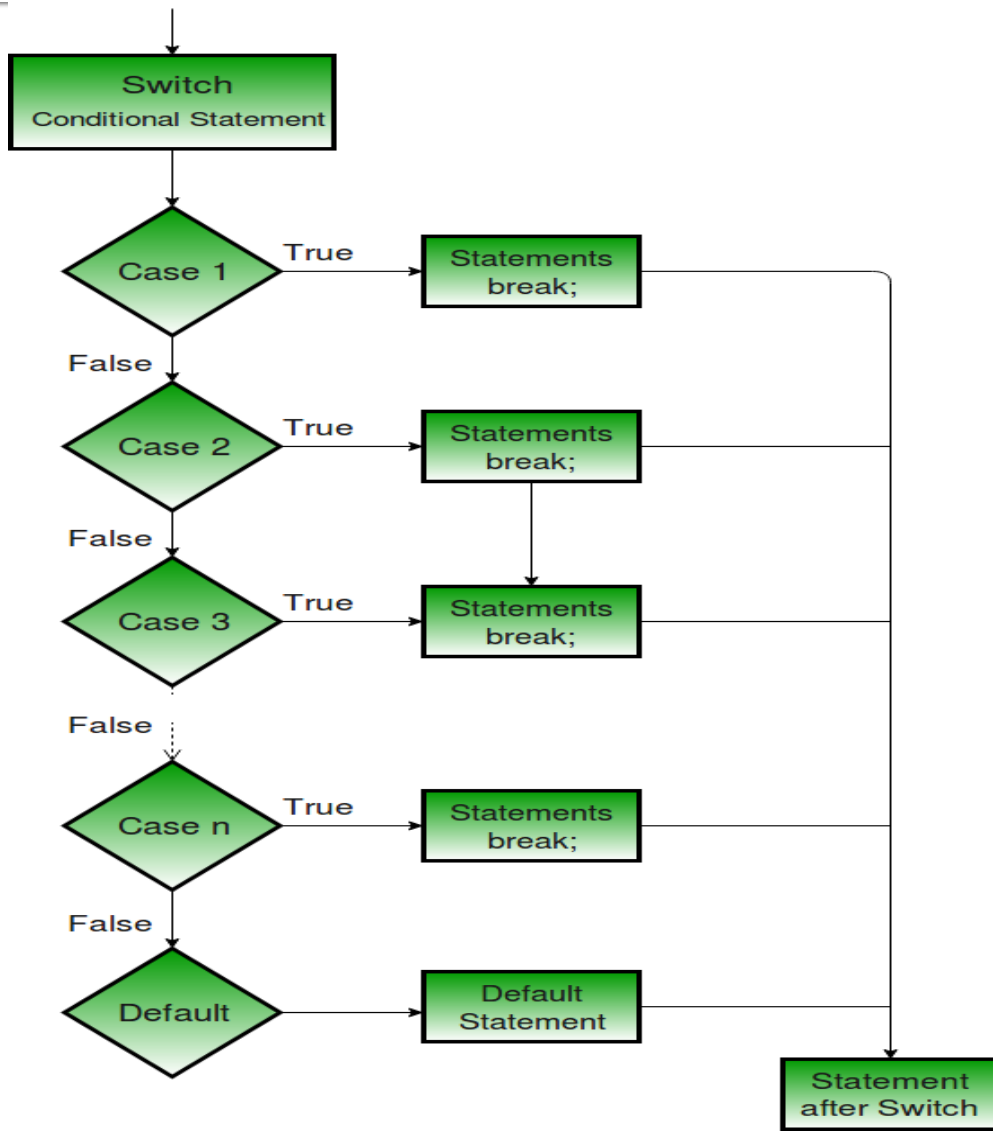 Switch
Conditional Statement
Case 1
True
Statements
break;
False
Case 2
True
Statements
break;
False
Case 3
True
Statements
break;
False
Case n
True
Statements
break;
False
Default
Default
Statement
Statement
after Switch